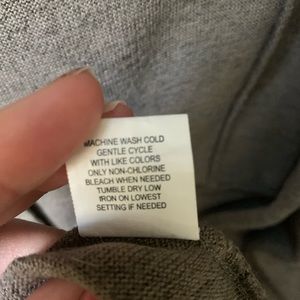 MACHINE WASH COLD
GENTLE CYCLE
WITH LIKE COLORS
ONLY NON-CHLORINE
BLEACH WHEN NEEDED
TUMBLE DRY LOW
IRON ON LOWEST
SETTING IF NEEDED